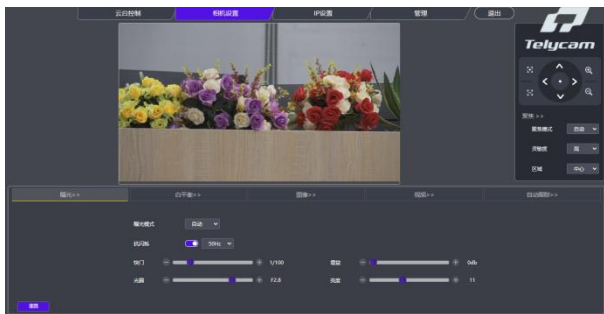 云台控制 相机设置 IP设置 管理 退出
Telycam
聚焦 >>
聚焦模式 自动
灵敏度 高
区域 中心
曝光>> 白平衡>> 图像>> 视频>> 自动跟踪>>
曝光模式 自动
抗闪烁 50Hz
快门 1/100 增益 0db
光圈 F2.8 亮度 11
重置